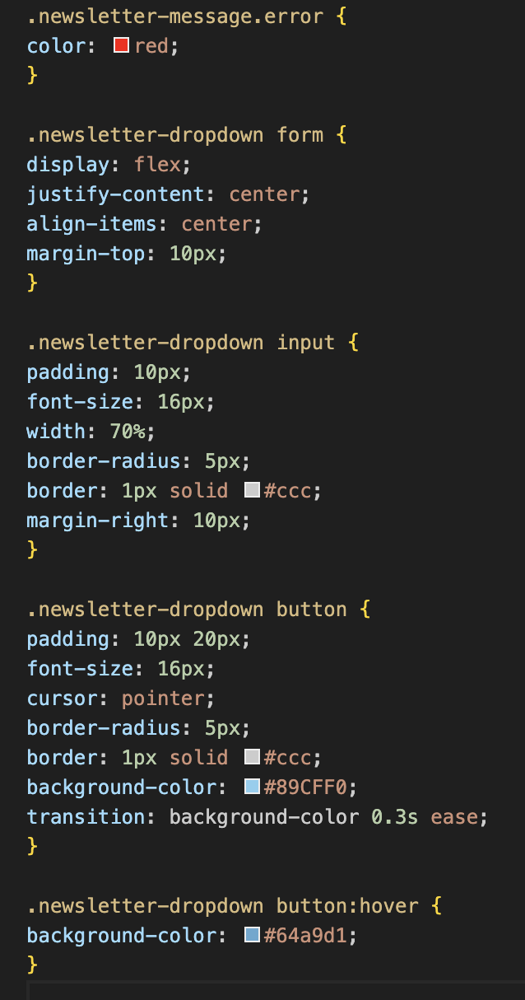 .newsletter-message.error {
color: red;
}
.newsletter-dropdown form {
display: flex;
justify-content: center;
align-items: center;
margin-top: 10px;
}
.newsletter-dropdown input {
padding: 10px;
font-size: 16px;
width: 70%;
border-radius: 5px;
border: 1px solid #ccc;
margin-right: 10px;
}
.newsletter-dropdown button {
padding: 10px 20px;
font-size: 16px;
cursor: pointer;
border-radius: 5px;
border: 1px solid #ccc;
background-color: #89CFF0;
transition: background-color 0.3s ease;
}
.newsletter-dropdown button:hover {
background-color: #64a9d1;
}